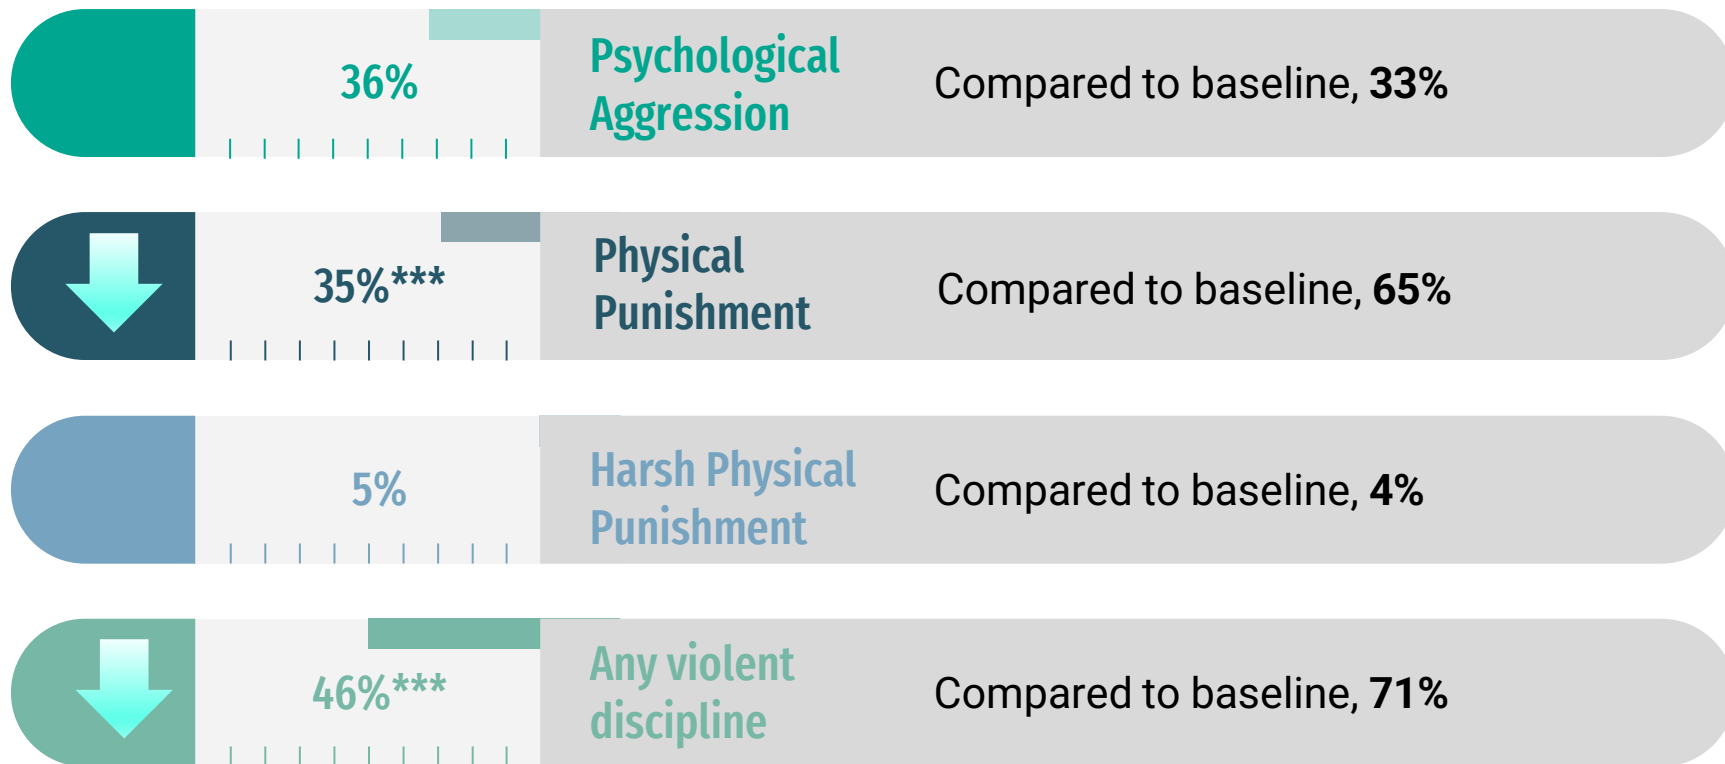 36%
Psychological
Aggression
Compared to baseline, 33%
35%***
Physical
Punishment
Compared to baseline, 65%
5%
Harsh Physical
Punishment
Compared to baseline, 4%
46%***
Any violent
discipline
Compared to baseline, 71%